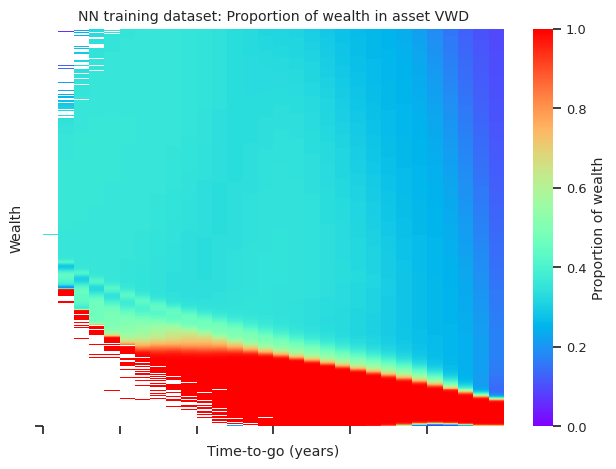 NN training dataset: Proportion of wealth in asset VWD
Wealth
Time-to-go (years)
1.0
0.8
0.6
0.4
0.2
0.0
Proportion of wealth